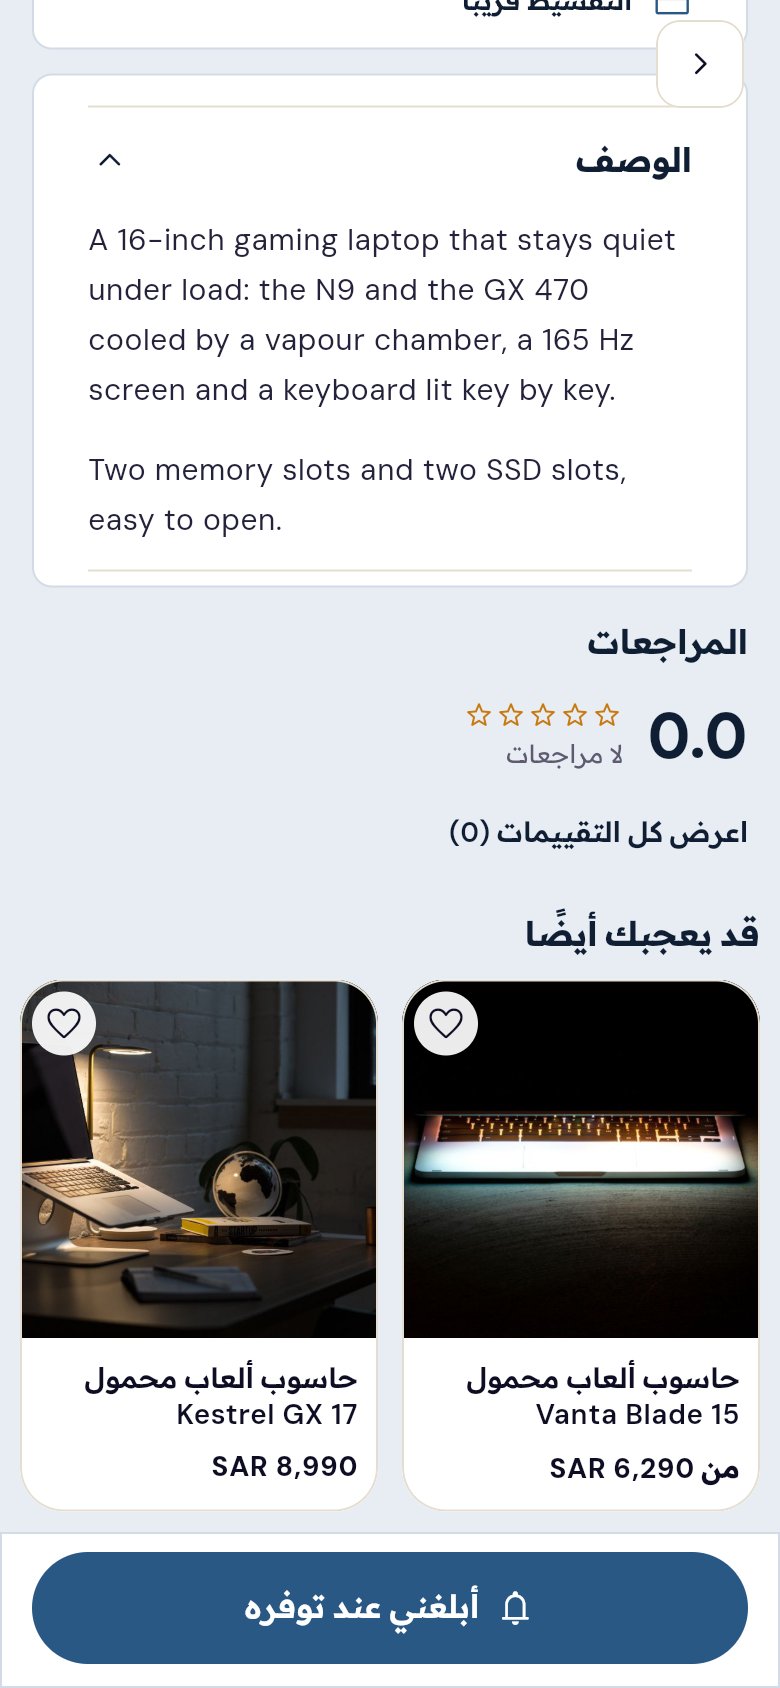 التقسيط قريبًا
الوصف
A 16-inch gaming laptop that stays quiet
under load: the N9 and the GX 470
cooled by a vapour chamber, a 165 Hz
screen and a keyboard lit key by key.
Two memory slots and two SSD slots,
easy to open.
المراجعات
0.0
لا مراجعات
اعرض كل التقييمات (0)
قد يعجبك أيضًا
حاسوب ألعاب محمول
Vanta Blade 15
من SAR 6,290
حاسوب ألعاب محمول
Kestrel GX 17
SAR 8,990
أبلغني عند توفره